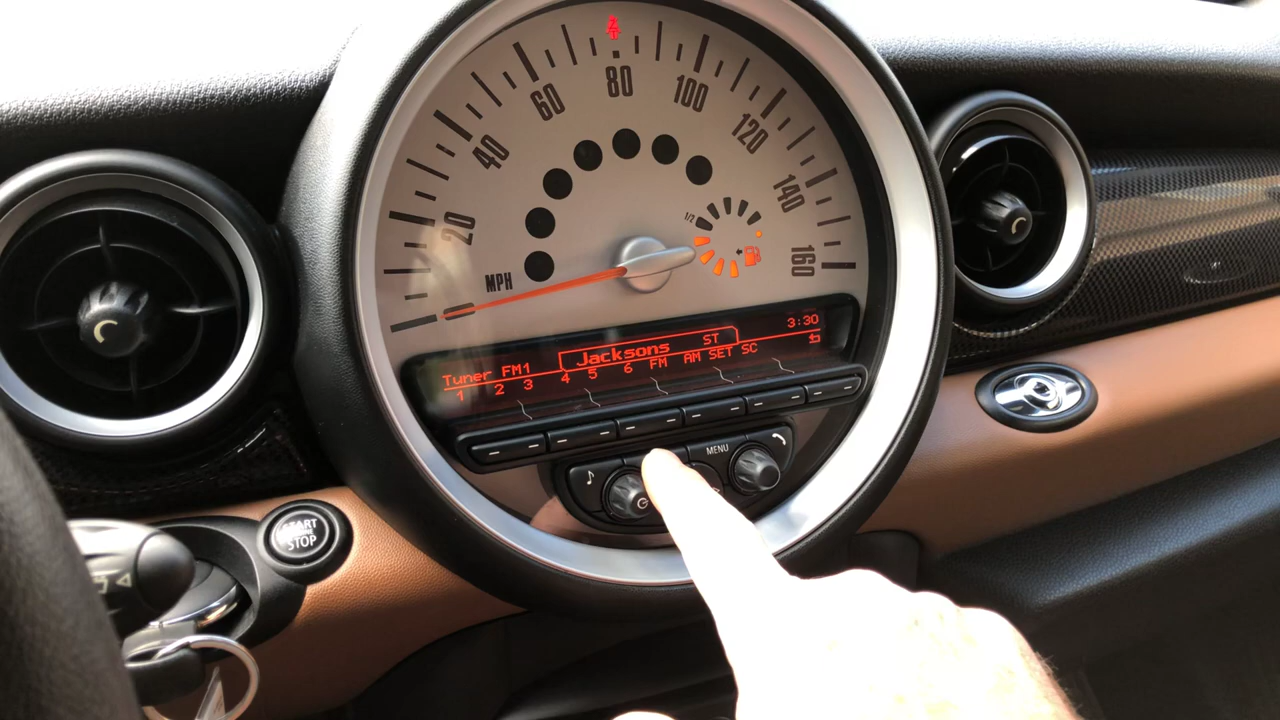 20
40
60
80
100
120
140
160
MPH
1/2
3:30
Tuner FM1 Jacksons ST
1 2 3 4 5 6 FM AM SET SC
MENU
START
STOP